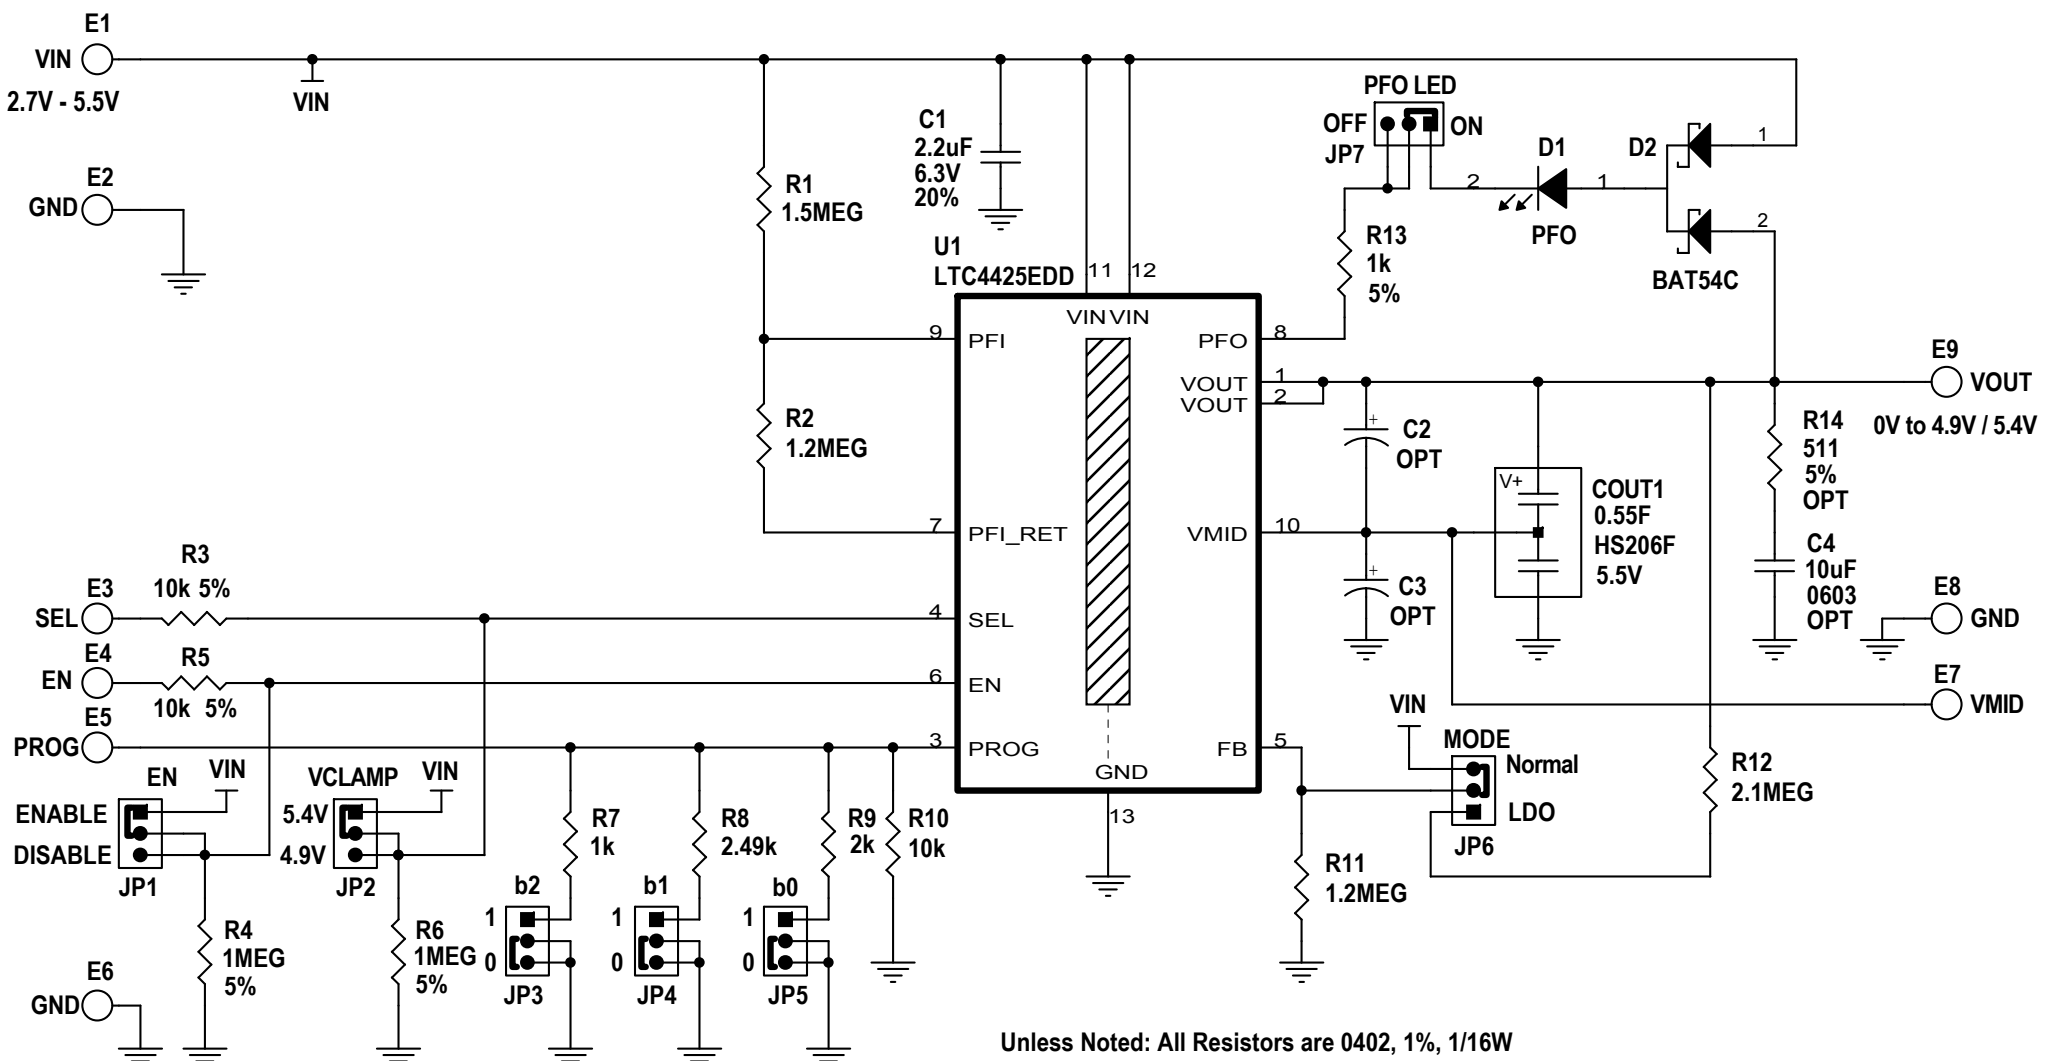 E1
VIN
2.7V - 5.5V
VIN
E2
GND
R1
1.5MEG
C1
2.2uF
6.3V
20%
U1
LTC4425EDD
11
12
PFO LED
OFF
ON
JP7
D1
2
1
PFO
D2
1
2
BAT54C
R13
1k
5%
VIN
VIN
9
PFI
PFO
8
VOUT
1
VOUT
2
E9
VOUT
0V to 4.9V / 5.4V
R2
1.2MEG
+
C2
OPT
R14
511
5%
OPT
V+
COUT1
0.55F
HS206F
5.5V
7
PFI_RET
VMID
10
+
C3
OPT
C4
10uF
0603
OPT
R3
10k 5%
E3
SEL
4
SEL
E8
GND
E4
EN
R5
10k 5%
6
EN
E7
VMID
E5
PROG
3
PROG
FB
5
GND
13
VIN
MODE
Normal
LDO
JP6
R12
2.1MEG
EN
VIN
ENABLE
DISABLE
JP1
VCLAMP
VIN
5.4V
4.9V
JP2
R7
1k
R8
2.49k
R9
2k
R10
10k
R11
1.2MEG
b2
1
0
JP3
b1
1
0
JP4
b0
1
0
JP5
R4
1MEG
5%
R6
1MEG
5%
E6
GND
Unless Noted: All Resistors are 0402, 1%, 1/16W